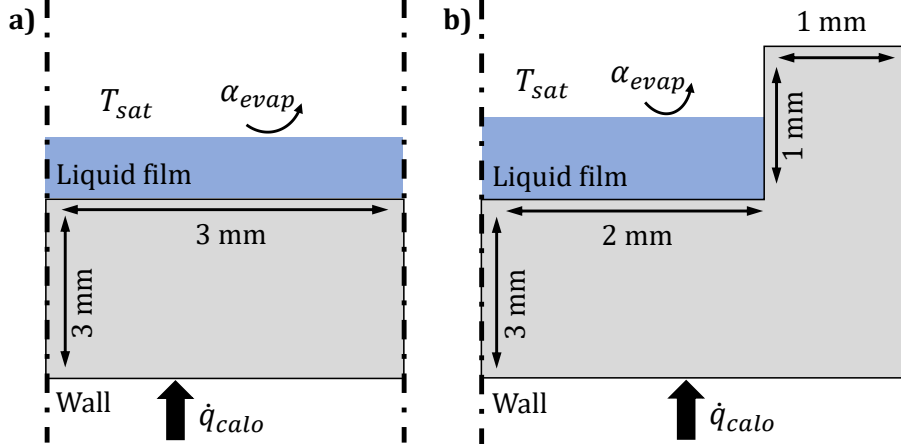 a)
T_sat
α_evap
Liquid film
3 mm
3 mm
Wall
q̇_calo
b)
1 mm
T_sat
α_evap
1 mm
Liquid film
2 mm
3 mm
Wall
q̇_calo